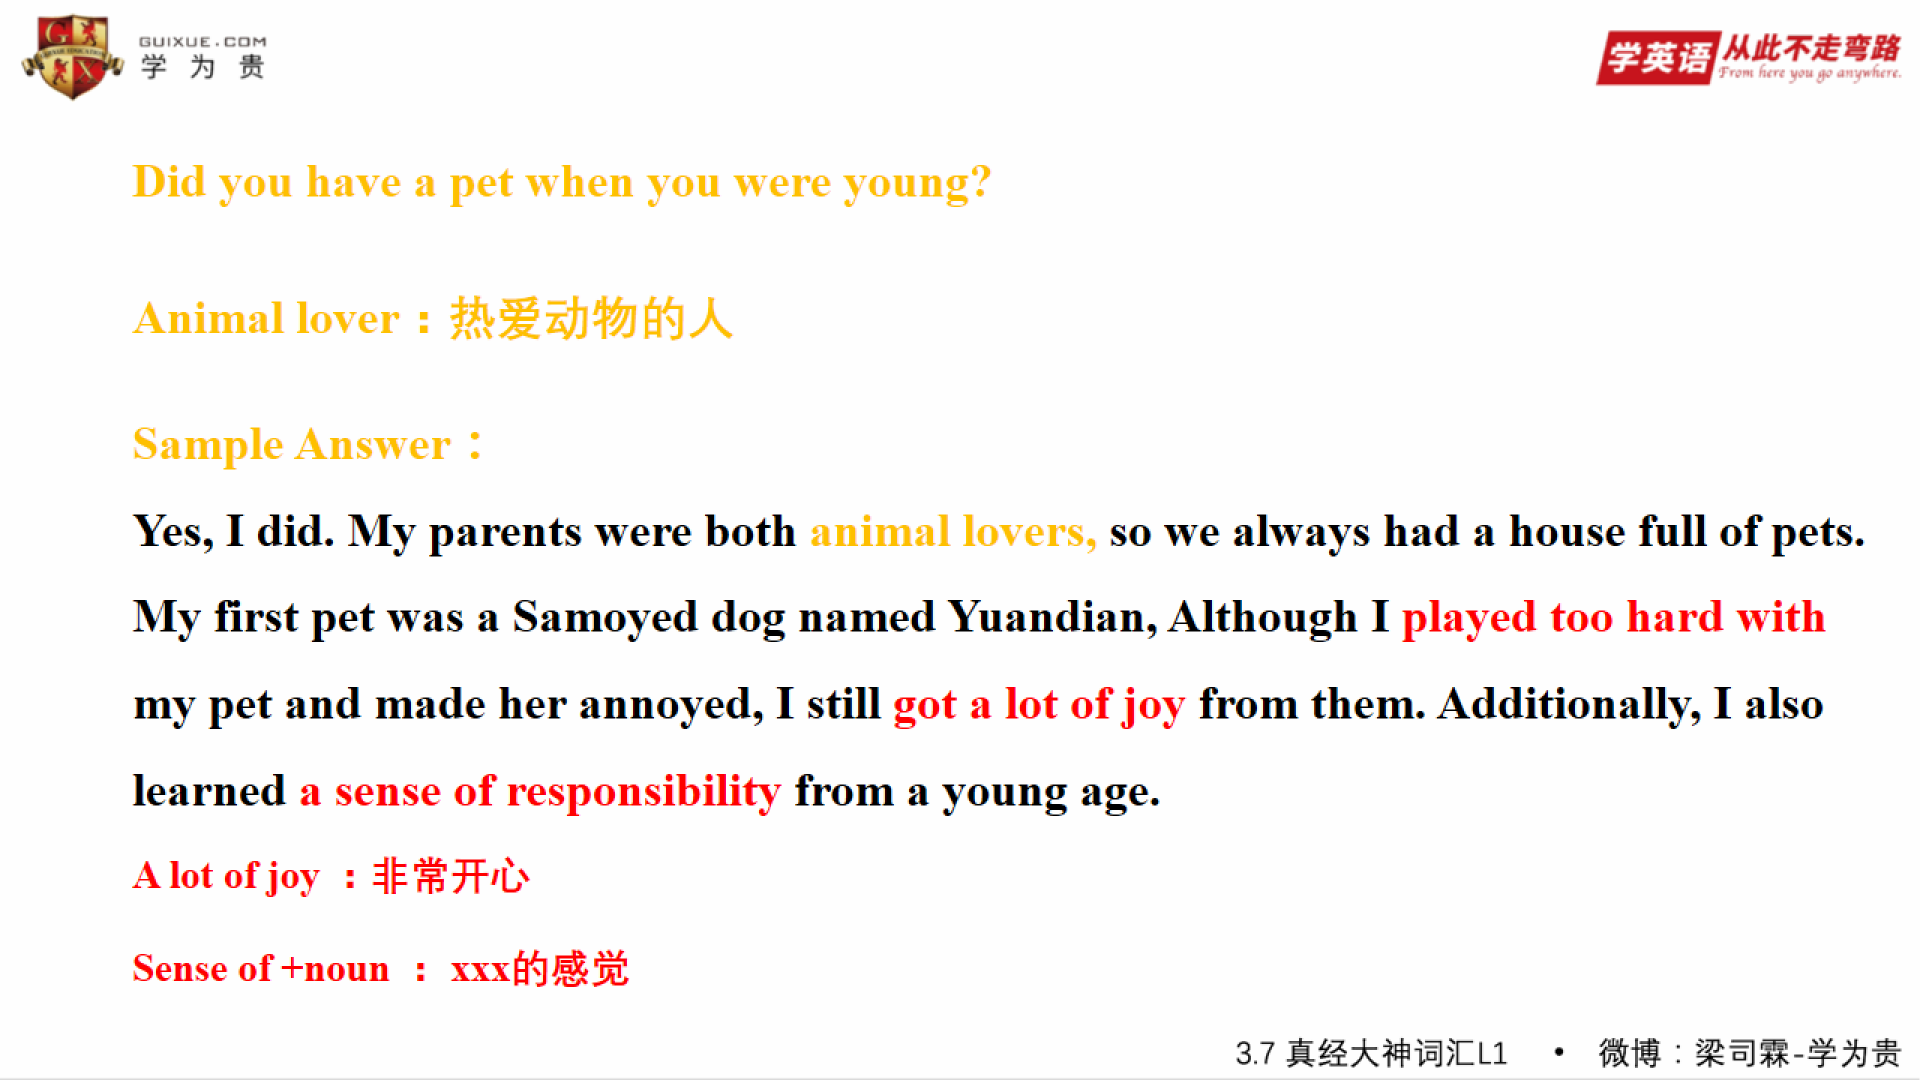 GUIXUE.COM
学为贵
学英语 从此不走弯路
From here you go anywhere.
Did you have a pet when you were young?
Animal lover：热爱动物的人
Sample Answer：
Yes, I did. My parents were both animal lovers, so we always had a house full of pets.
My first pet was a Samoyed dog named Yuandian, Although I played too hard with
my pet and made her annoyed, I still got a lot of joy from them. Additionally, I also
learned a sense of responsibility from a young age.
A lot of joy ：非常开心
Sense of +noun ： xxx的感觉
3.7 真经大神词汇L1 • 微博：梁司霖-学为贵